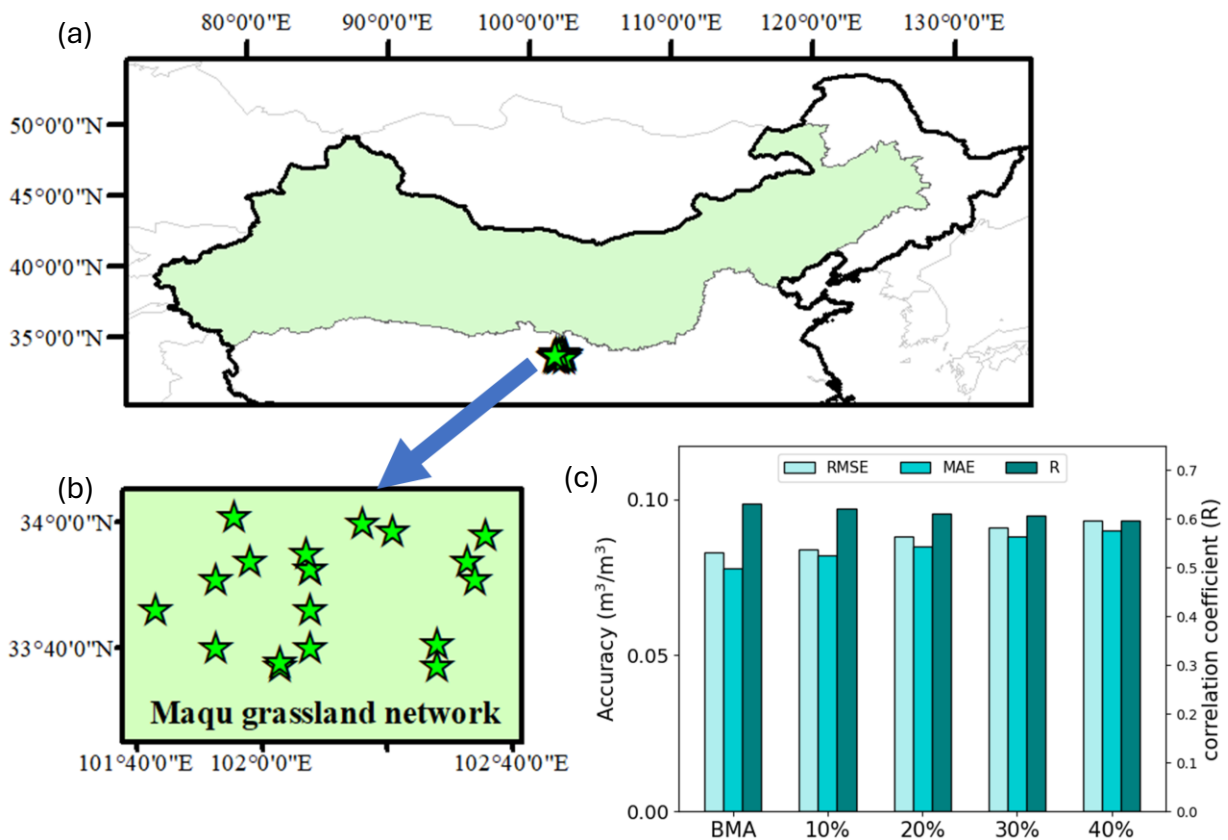 (a)
80°0'0"E 90°0'0"E 100°0'0"E 110°0'0"E 120°0'0"E 130°0'0"E
50°0'0"N
45°0'0"N
40°0'0"N
35°0'0"N
(b)
34°0'0"N
33°40'0"N
Maqu grassland network
101°40'0"E 102°0'0"E 102°40'0"E
(c)
RMSE MAE R
Accuracy (m³/m³)
0.10
0.05
0.00
BMA 10% 20% 30% 40%
0.7
0.6
0.5
0.4
0.3
0.2
0.1
0.0
correlation coefficient (R)